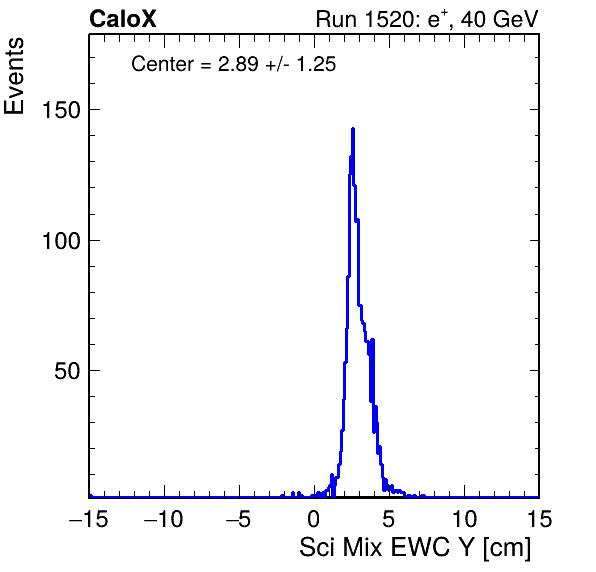 CaloX Run 1520: e⁺, 40 GeV
Center = 2.89 +/- 1.25
Events
150
100
50
−15 −10 −5 0 5 10 15
Sci Mix EWC Y [cm]